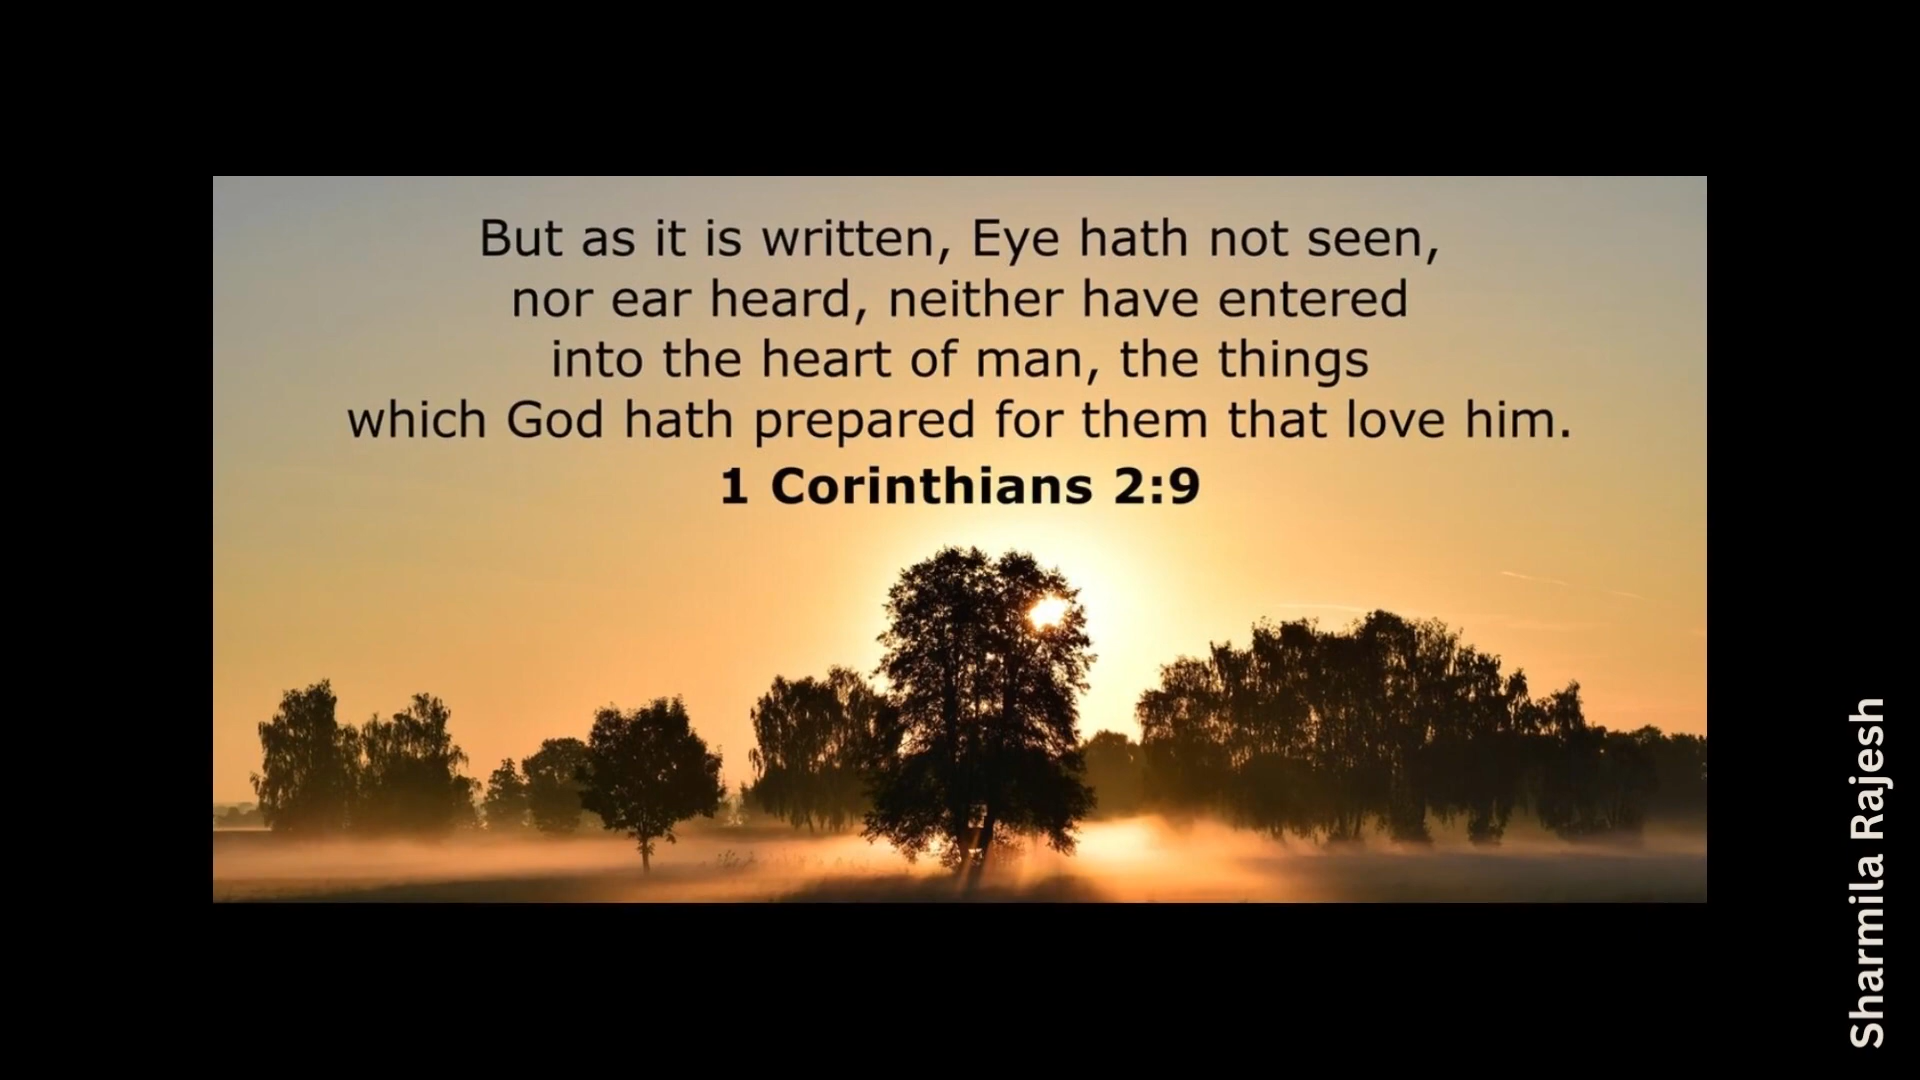 But as it is written, Eye hath not seen,
nor ear heard, neither have entered
into the heart of man, the things
which God hath prepared for them that love him.
1 Corinthians 2:9
Sharmila Rajesh